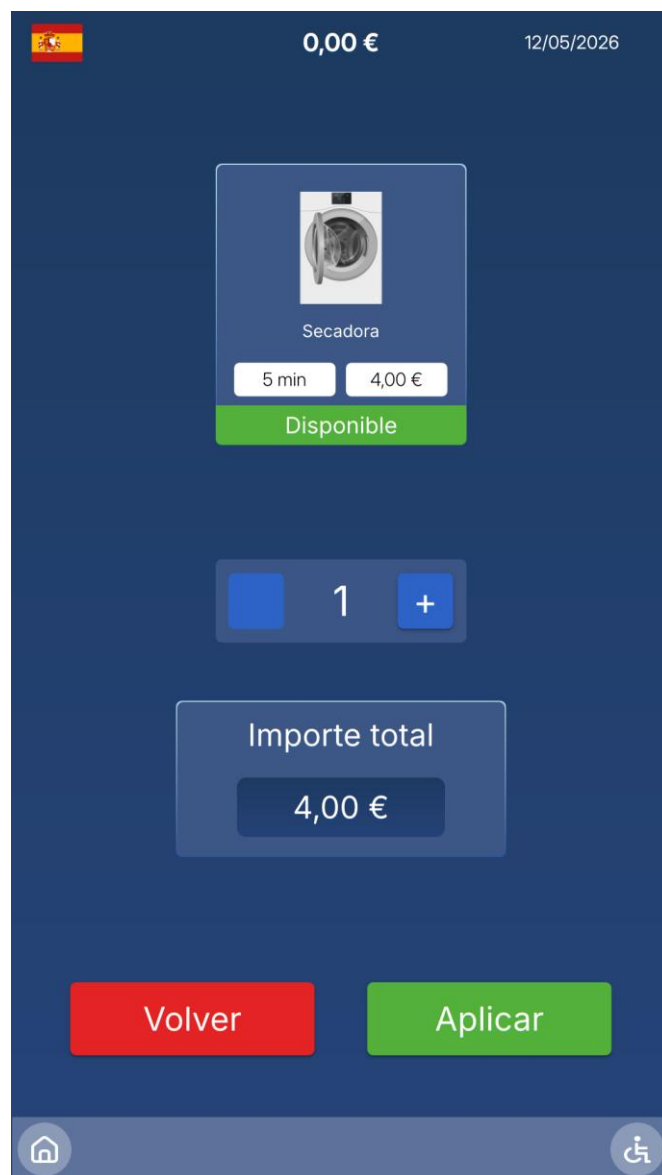 0,00 € 12/05/2026
Secadora
5 min 4,00 €
Disponible
1 +
Importe total
4,00 €
Volver Aplicar